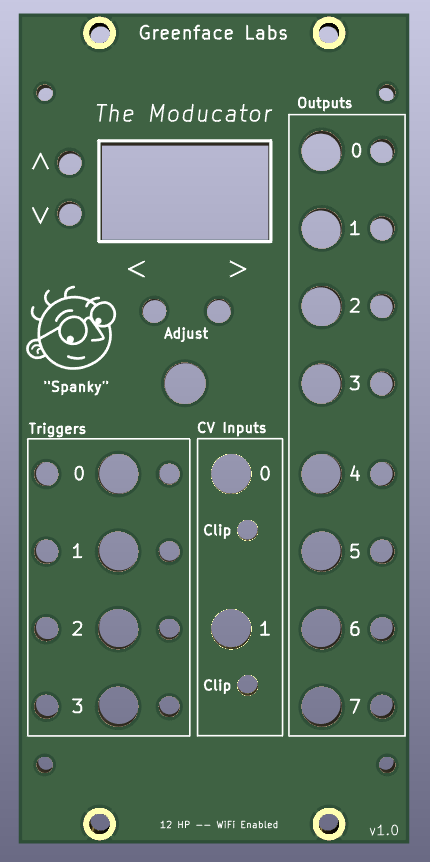 Greenface Labs
The Moducator
Outputs
0
1
2
3
4
5
6
7
^
v
< >
Adjust
"Spanky"
Triggers
0
1
2
3
CV Inputs
0
Clip
1
Clip
12 HP -- WiFi Enabled
v1.0